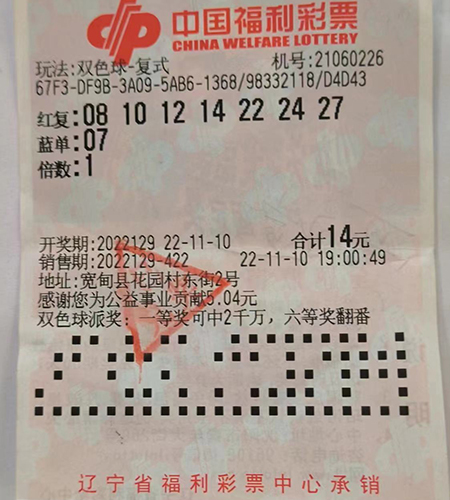 中国福利彩票
CHINA WELFARE LOTTERY
玩法:双色球-复式 机号:21060226
67F3-DF9B-3A09-5AB6-1368/98332118/D4D43
红复:08 10 12 14 22 24 27
蓝单:07
倍数:1
开奖期:2022129 22-11-10 合计14元
销售期:2022129-422 22-11-10 19:00:49
地址:宽甸县花园村东街2号
感谢您为公益事业贡献5.04元
双色球派奖:一等奖可中2千万,六等奖翻番
辽宁省福利彩票中心承销